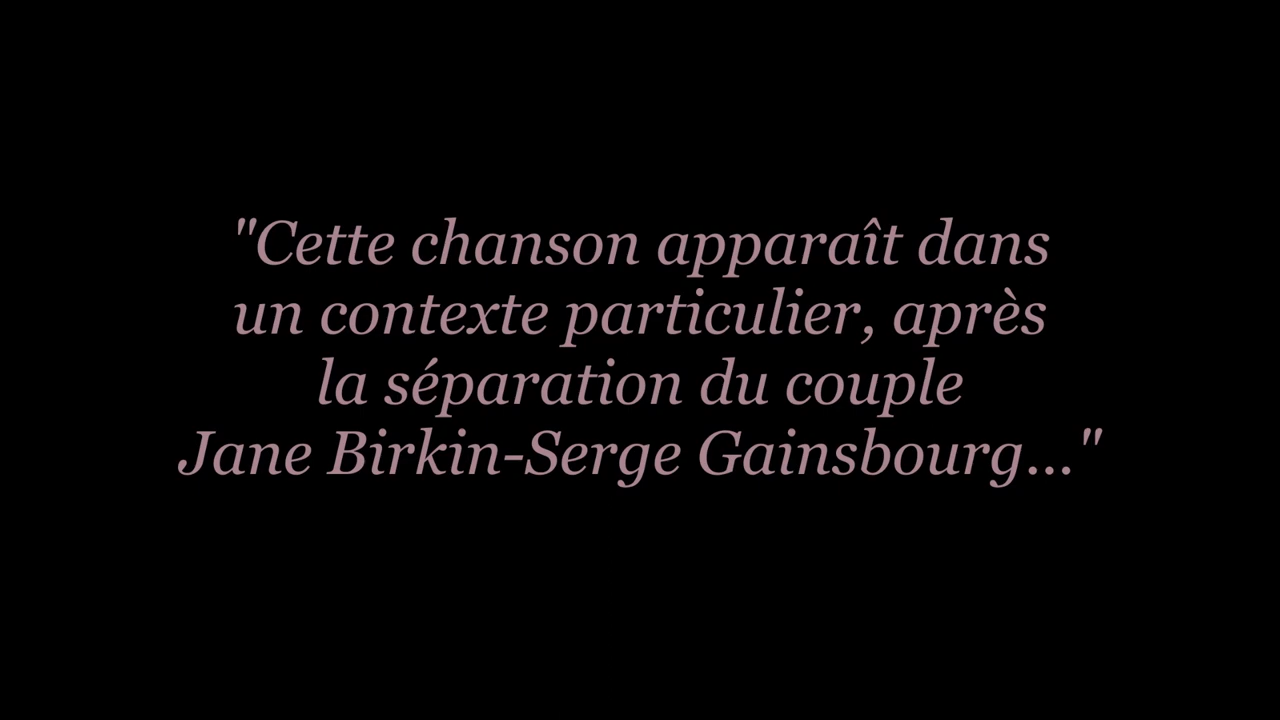 "Cette chanson apparaît dans
un contexte particulier, après
la séparation du couple
Jane Birkin-Serge Gainsbourg..."